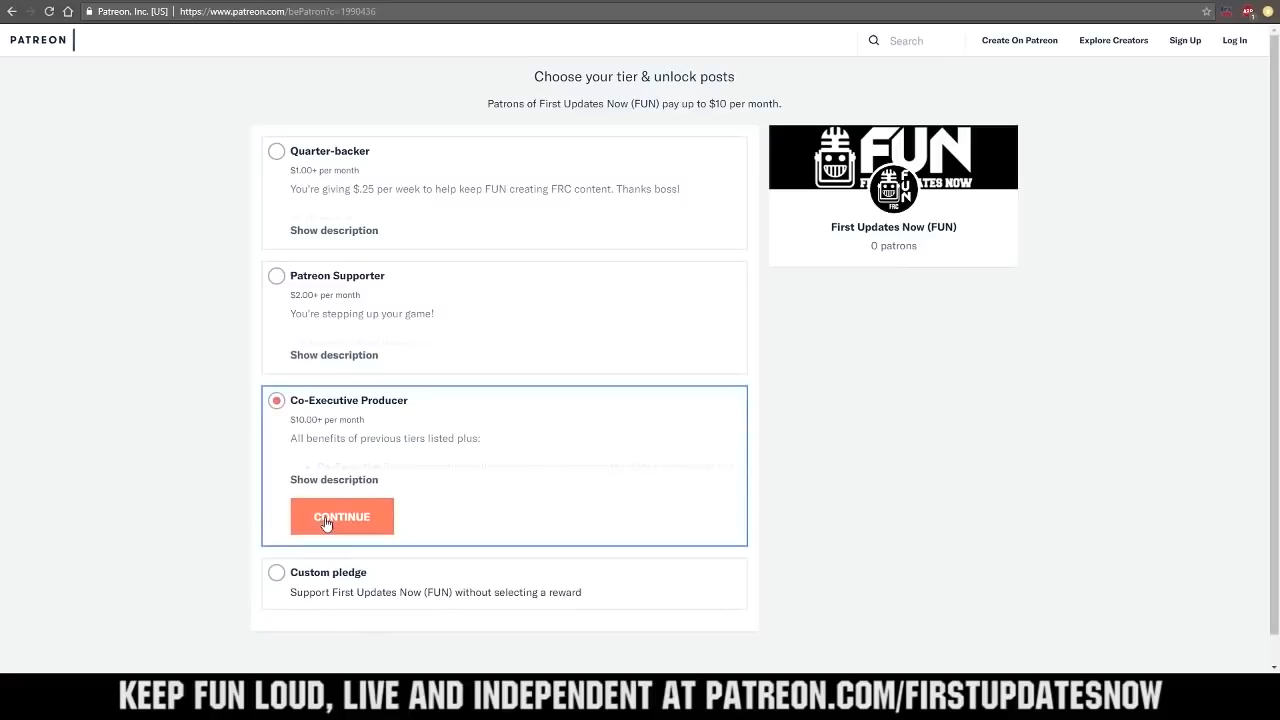 Patreon, Inc. [US] | https://www.patreon.com/bePatron?c=1990436
PATREON
Search
Create On Patreon
Explore Creators
Sign Up
Log In
Choose your tier & unlock posts
Patrons of First Updates Now (FUN) pay up to $10 per month.
Quarter-backer
$1.00+ per month
You're giving $.25 per week to help keep FUN creating FRC content. Thanks boss!
Show description
Patreon Supporter
$2.00+ per month
You're stepping up your game!
Show description
Co-Executive Producer
$10.00+ per month
All benefits of previous tiers listed plus:
Show description
CONTINUE
Custom pledge
Support First Updates Now (FUN) without selecting a reward
FUN
TES NOW
FUN
FRC
First Updates Now (FUN)
0 patrons
KEEP FUN LOUD, LIVE AND INDEPENDENT AT PATREON.COM/FIRSTUPDATESNOW